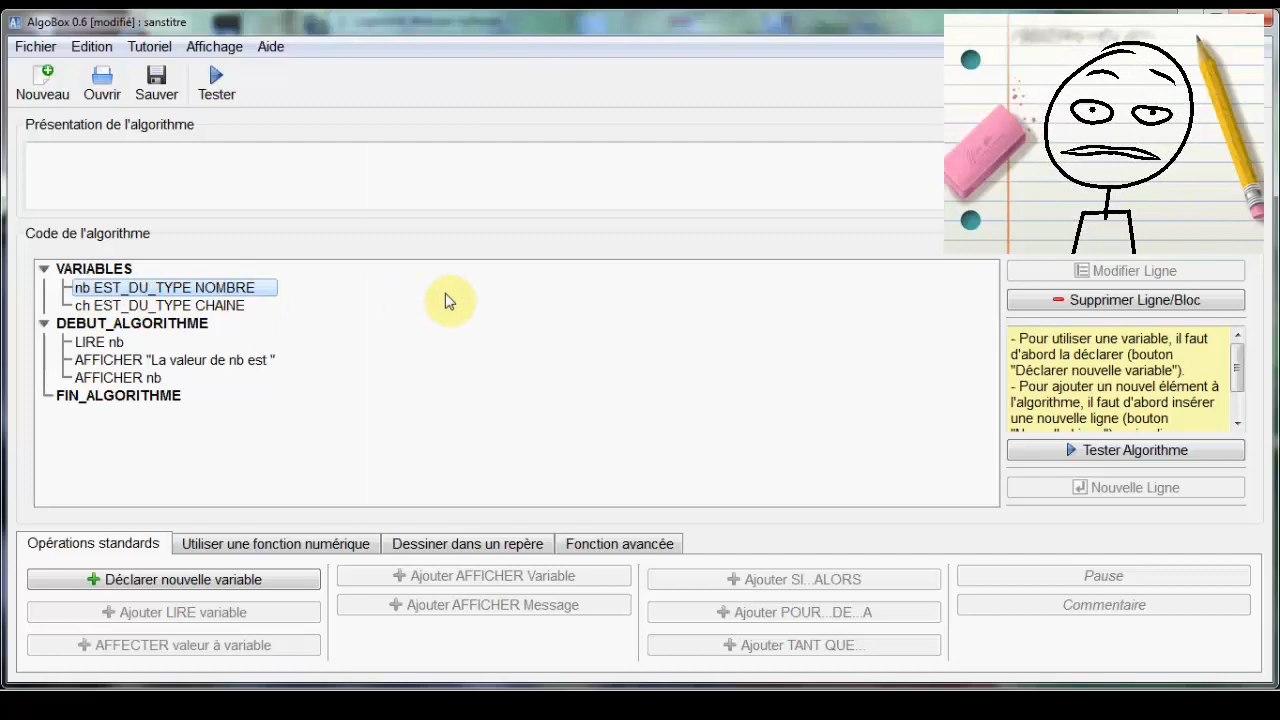 AlgoBox 0.6 [modifié] : sanstitre
Fichier Edition Tutoriel Affichage Aide
Nouveau Ouvrir Sauver Tester
Présentation de l'algorithme
Code de l'algorithme
VARIABLES
nb EST_DU_TYPE NOMBRE
ch EST_DU_TYPE CHAINE
DEBUT_ALGORITHME
LIRE nb
AFFICHER "La valeur de nb est "
AFFICHER nb
FIN_ALGORITHME
Modifier Ligne
Supprimer Ligne/Bloc
- Pour utiliser une variable, il faut
d'abord la déclarer (bouton
"Déclarer nouvelle variable").
- Pour ajouter un nouvel élément à
l'algorithme, il faut d'abord insérer
une nouvelle ligne (bouton
Tester Algorithme
Nouvelle Ligne
Opérations standards Utiliser une fonction numérique Dessiner dans un repère Fonction avancée
Déclarer nouvelle variable Ajouter AFFICHER Variable Ajouter SI...ALORS Pause
Ajouter LIRE variable Ajouter AFFICHER Message Ajouter POUR...DE...A Commentaire
AFFECTER valeur à variable Ajouter TANT QUE...